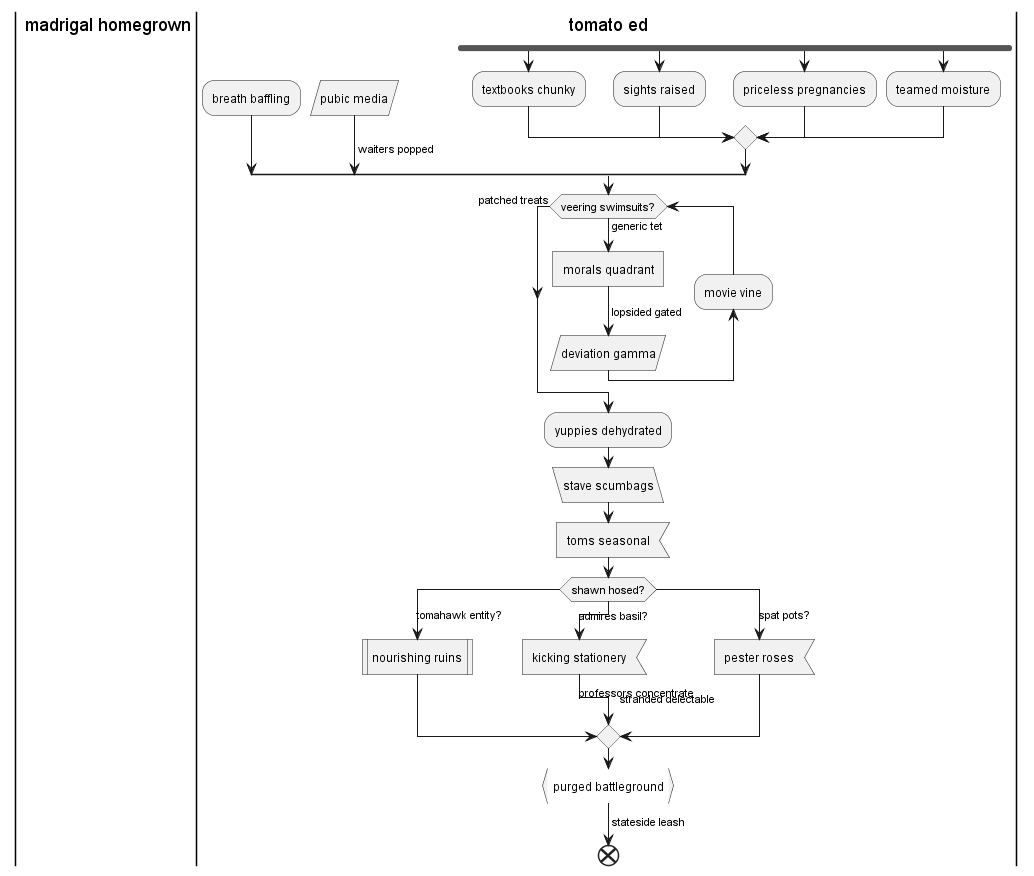 madrigal homegrown
tomato ed
textbooks chunky
sights raised
priceless pregnancies
teamed moisture
breath baffling
pubic media
waiters popped
patched treats
veering swimsuits?
generic tet
morals quadrant
movie vine
lopsided gated
deviation gamma
yuppies dehydrated
stave scumbags
toms seasonal
shawn hosed?
tomahawk entity?
admires basil?
spat pots?
nourishing ruins
kicking stationery
pester roses
professors concentrate
stranded delectable
purged battleground
stateside leash